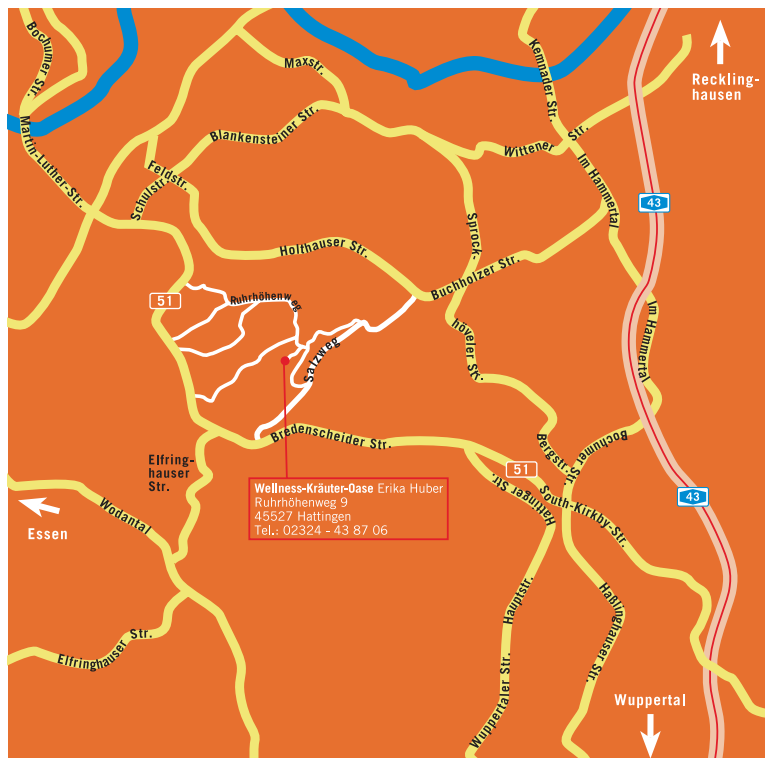 Bochumer Str.
Maxstr.
Kemnader Str.
Reckling-
hausen
Blankensteiner Str.
Wittener Str.
Martin-Luther-Str.
Feldstr.
Schulstr.
Im Hammertal
43
Holthauser Str.
Sprock-
höveler Str.
Buchholzer Str.
51
Ruhrhöhenweg
Im Hammertal
Salzweg
Bredenscheider Str.
Bergstr.
Bochumer Str.
Elfring-
hauser
Str.
51
Hattinger Str.
South-Kirkby-Str.
43
Wellness-Kräuter-Oase Erika Huber
Ruhrhöhenweg 9
45527 Hattingen
Tel.: 02324 - 43 87 06
Wodantal
Essen
Hauptstr.
Haßlinghauser Str.
Elfringhauser Str.
Wuppertaler Str.
Wuppertal